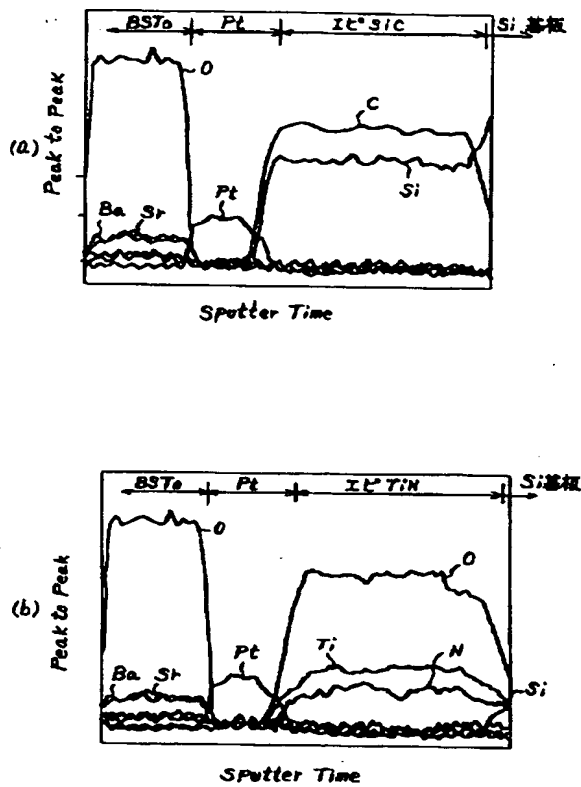 BSTO Pt エピSiC Si基板
O
C
(a)
Peak to Peak
Si
Ba Sr Pt
Sputter Time
BSTO Pt エピTiN Si基板
O O
(b)
Peak to Peak
Ti N
Ba Sr Pt Si
Sputter Time